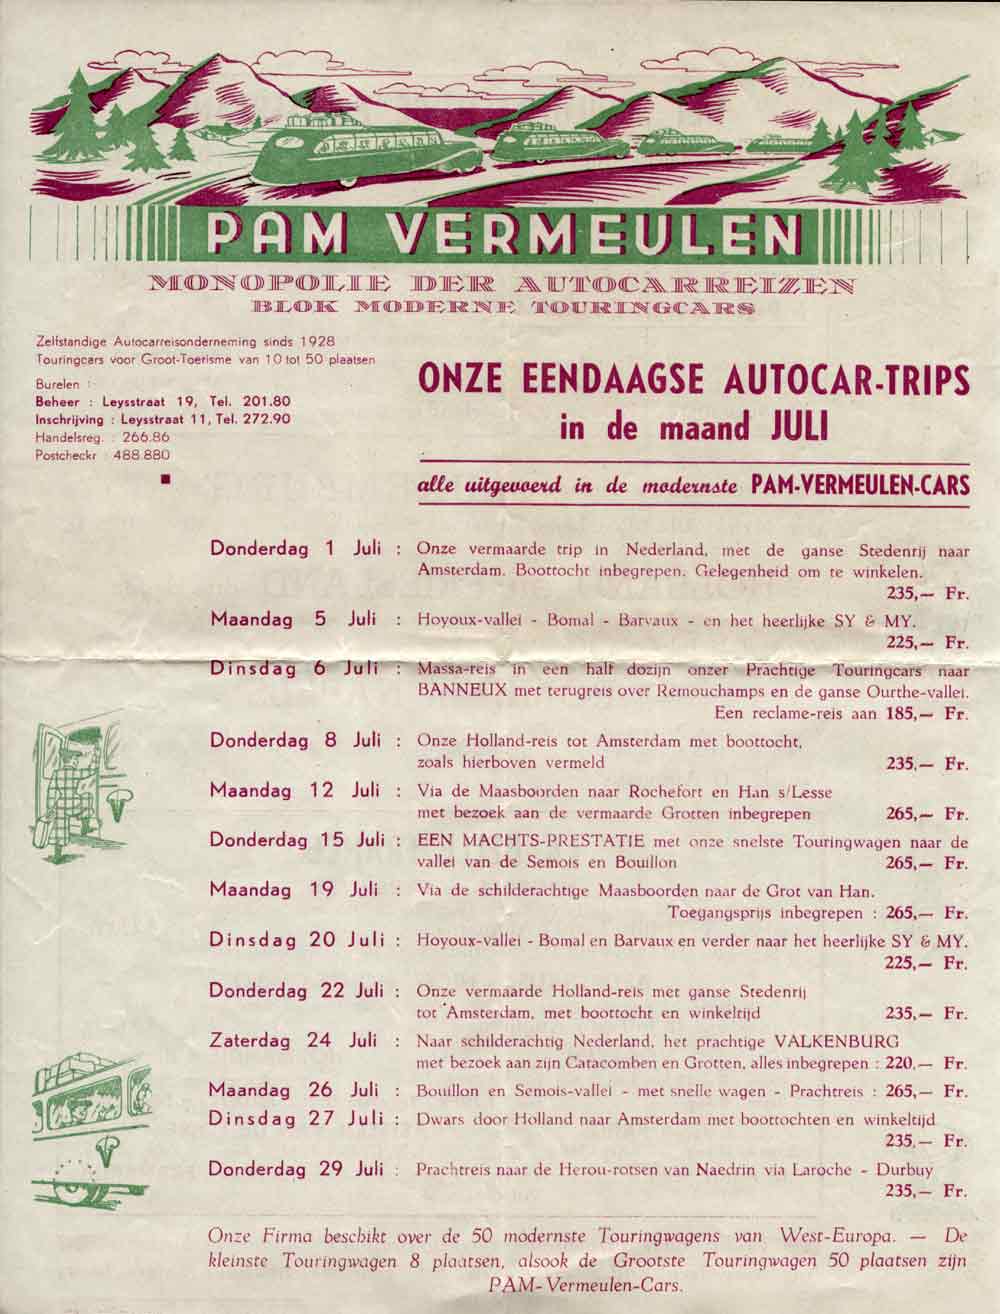 PAM VERMEULEN
MONOPOLIE DER AUTOCARREIZEN
BLOK MODERNE TOURINGCARS
Zelfstandige Autocarreisonderneming sinds 1928
Touringcars voor Groot-Toerisme van 10 tot 50 plaatsen
Burelen :
Beheer : Leysstraat 19, Tel. 201.80
Inschrijving : Leysstraat 11, Tel. 272.90
Handelsreg. : 266.86
Postcheckr : 488.880
ONZE EENDAAGSE AUTOCAR-TRIPS
in de maand JULI
alle uitgevoerd in de modernste PAM-VERMEULEN-CARS
Donderdag 1 Juli : Onze vermaarde trip in Nederland, met de ganse Stedenrij naar
Amsterdam. Boottocht inbegrepen. Gelegenheid om te winkelen.
235,— Fr.
Maandag 5 Juli : Hoyoux-vallei - Bomal - Barvaux - en het heerlijke SY & MY.
225,— Fr.
Dinsdag 6 Juli : Massa-reis in een half dozijn onzer Prachtige Touringcars naar
BANNEUX met terugreis over Remouchamps en de ganse Ourthe-vallei.
Een reclame-reis aan 185,— Fr.
Donderdag 8 Juli : Onze Holland-reis tot Amsterdam met boottocht,
zoals hierboven vermeld 235,— Fr.
Maandag 12 Juli : Via de Maasboorden naar Rochefort en Han s/Lesse
met bezoek aan de vermaarde Grotten inbegrepen 265,— Fr.
Donderdag 15 Juli : EEN MACHTS-PRESTATIE met onze snelste Touringwagen naar de
vallei van de Semois en Bouillon 265,— Fr.
Maandag 19 Juli : Via de schilderachtige Maasboorden naar de Grot van Han.
Toegangsprijs inbegrepen : 265,— Fr.
Dinsdag 20 Juli : Hoyoux-vallei - Bomal en Barvaux en verder naar het heerlijke SY & MY.
225,— Fr.
Donderdag 22 Juli : Onze vermaarde Holland-reis met ganse Stedenrij
tot Amsterdam, met boottocht en winkeltijd 235,— Fr.
Zaterdag 24 Juli : Naar schilderachtig Nederland, het prachtige VALKENBURG
met bezoek aan zijn Catacomben en Grotten, alles inbegrepen : 220,— Fr.
Maandag 26 Juli : Bouillon en Semois-vallei - met snelle wagen - Prachtreis : 265,— Fr.
Dinsdag 27 Juli : Dwars door Holland naar Amsterdam met boottochten en winkeltijd
235,— Fr.
Donderdag 29 Juli : Prachtreis naar de Herou-rotsen van Naedrin via Laroche - Durbuy
235,— Fr.
Onze Firma beschikt over de 50 modernste Touringwagens van West-Europa. — De
kleinste Touringwagen 8 plaatsen, alsook de Grootste Touringwagen 50 plaatsen zijn
PAM-Vermeulen-Cars.